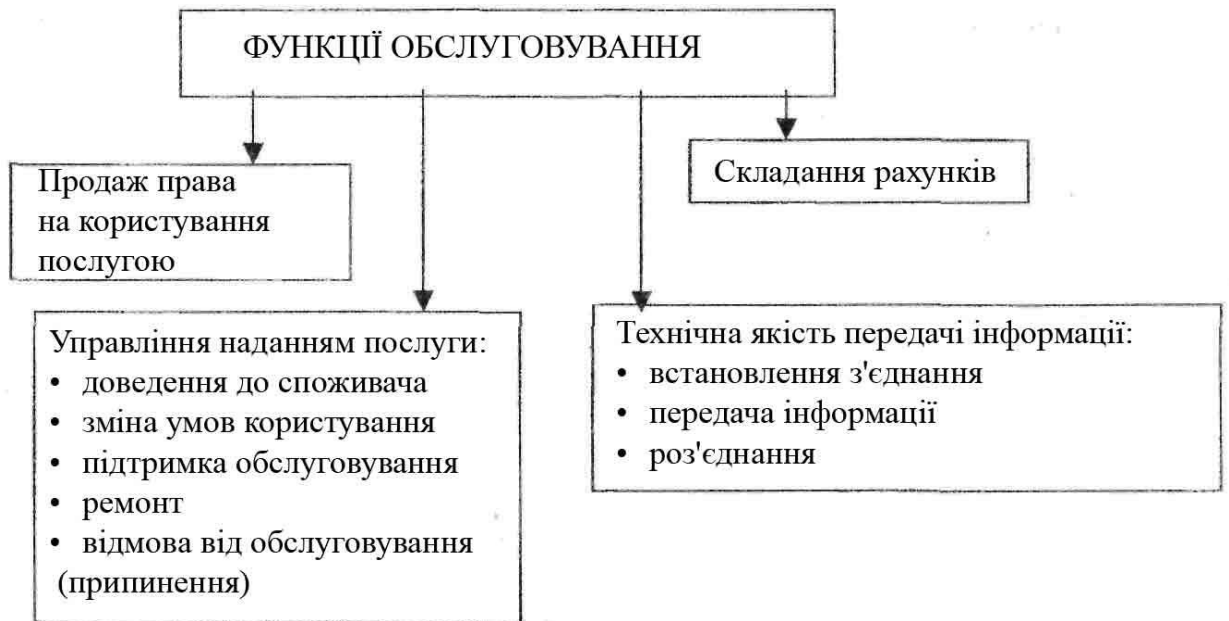 ФУНКЦІЇ ОБСЛУГОВУВАННЯ
Продаж права
на користування
послугою
Складання рахунків
Управління наданням послуги:
• доведення до споживача
• зміна умов користування
• підтримка обслуговування
• ремонт
• відмова від обслуговування
(припинення)
Технічна якість передачі інформації:
• встановлення з'єднання
• передача інформації
• роз'єднання